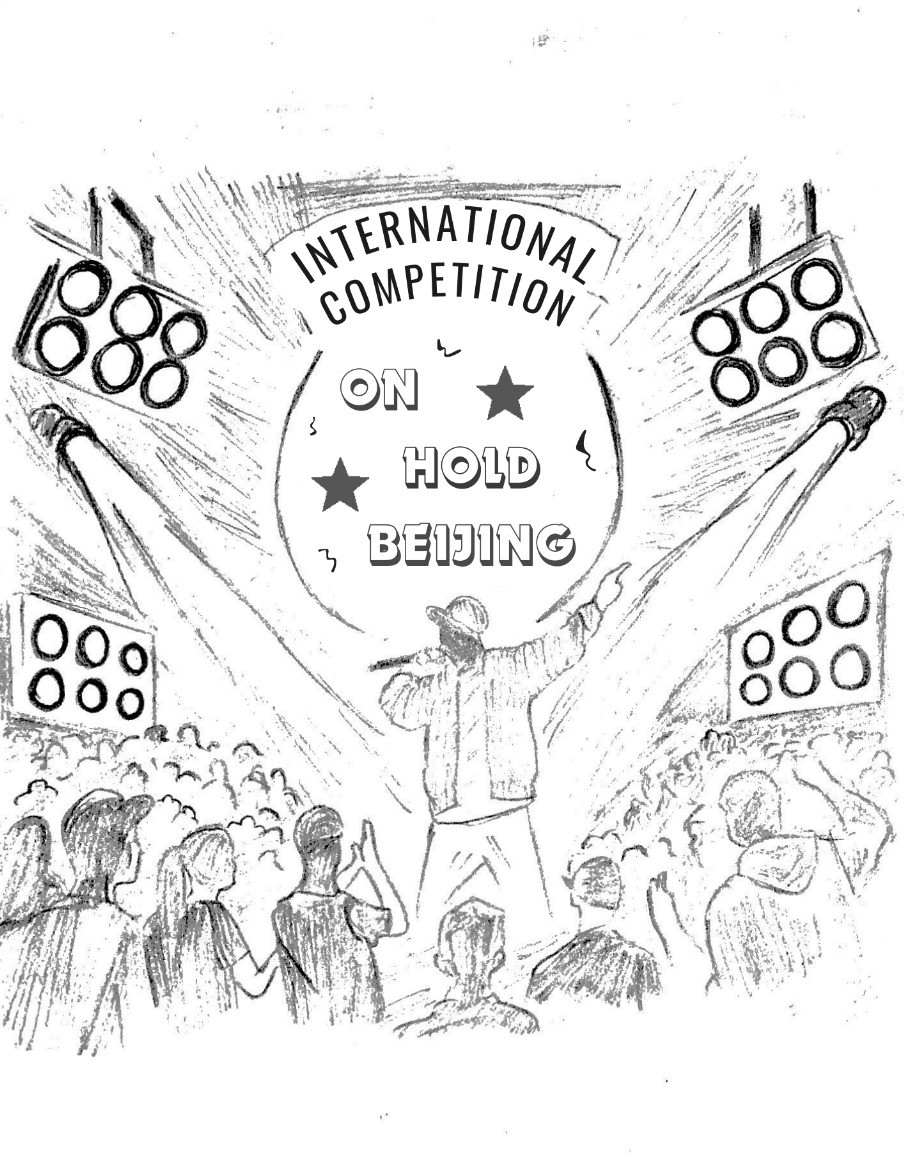 INTERNATIONAL
COMPETITION
ON
HOLD
BEIJING